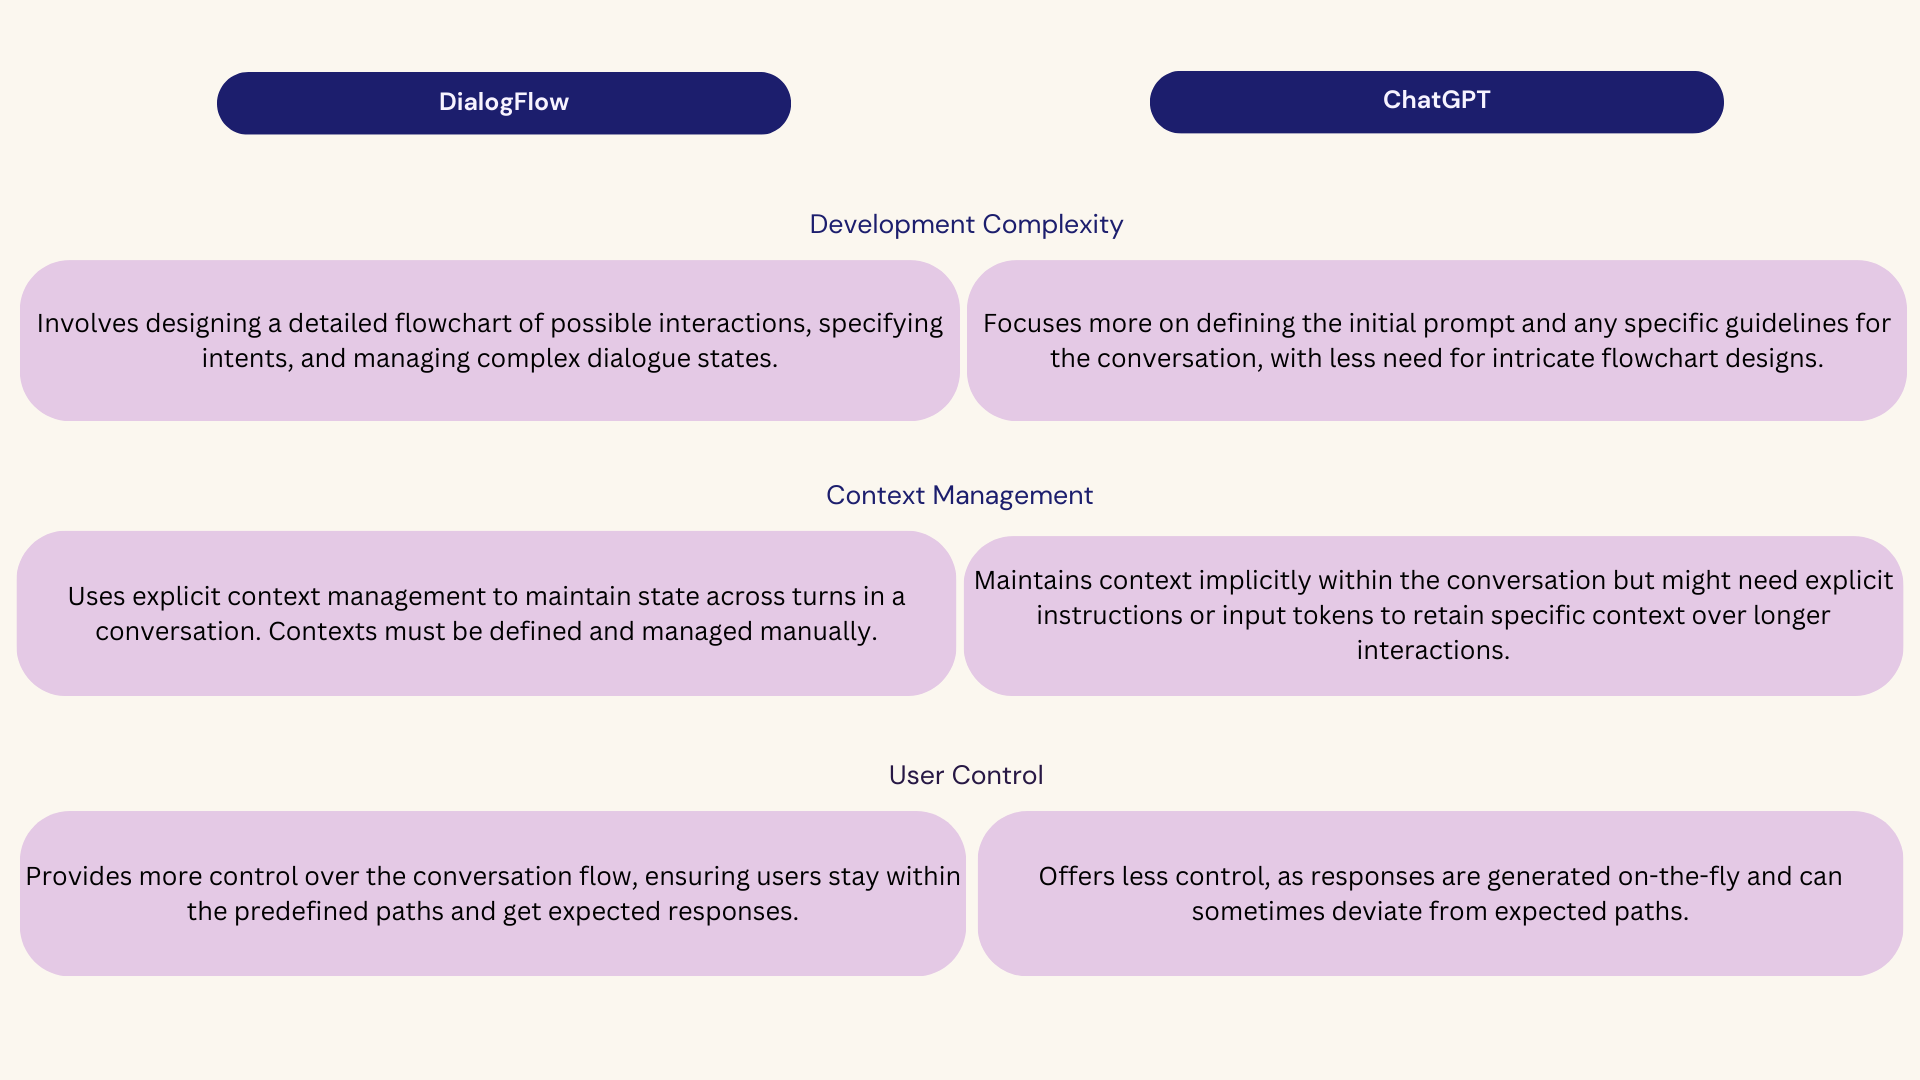 DialogFlow
ChatGPT
Development Complexity
Involves designing a detailed flowchart of possible interactions, specifying
intents, and managing complex dialogue states.
Focuses more on defining the initial prompt and any specific guidelines for
the conversation, with less need for intricate flowchart designs.
Context Management
Uses explicit context management to maintain state across turns in a
conversation. Contexts must be defined and managed manually.
Maintains context implicitly within the conversation but might need explicit
instructions or input tokens to retain specific context over longer
interactions.
User Control
Provides more control over the conversation flow, ensuring users stay within
the predefined paths and get expected responses.
Offers less control, as responses are generated on-the-fly and can
sometimes deviate from expected paths.